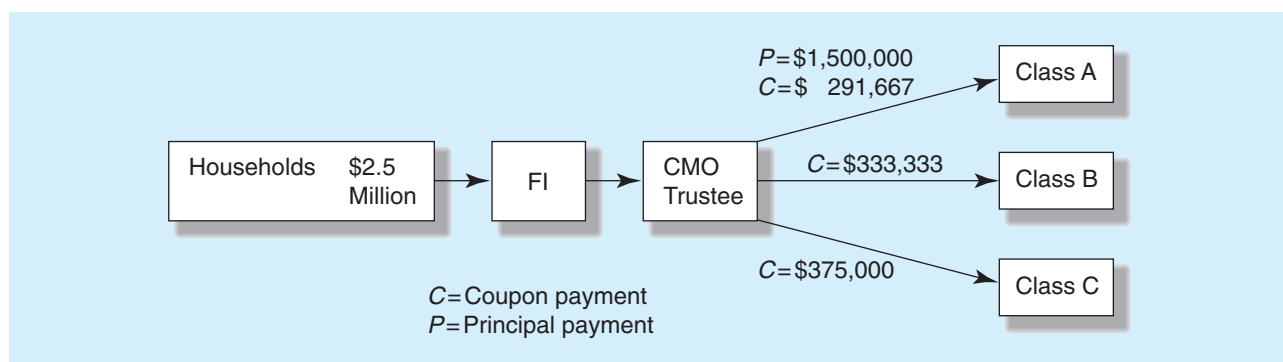 P=$1,500,000
C=$ 291,667
Class A
Households $2.5
Million
FI
CMO
Trustee
C=$333,333
Class B
C=$375,000
Class C
C=Coupon payment
P=Principal payment